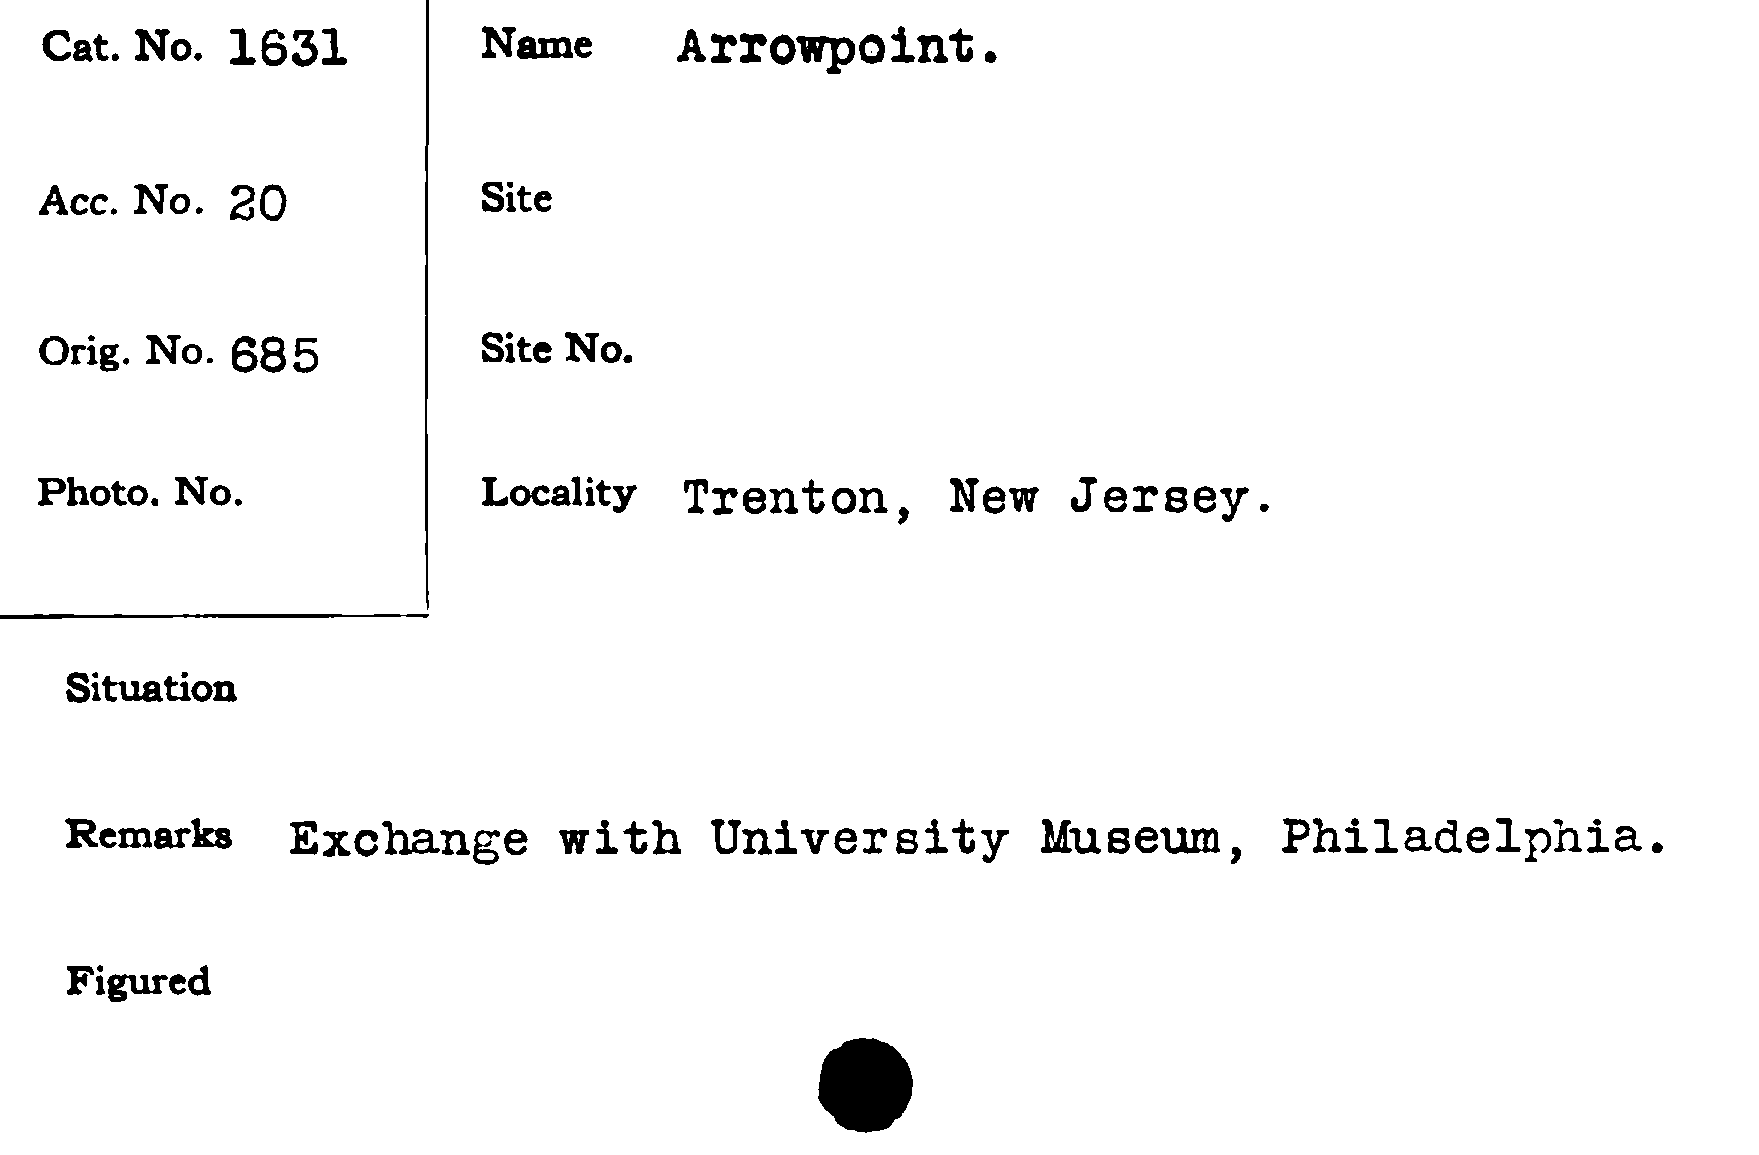 Cat. No. 1631
Acc. No. 20
Orig. No. 685
Photo. No.
Name Arrowpoint.
Site
Site No.
Locality Trenton, New Jersey.
Situation
Remarks Exchange with University Museum, Philadelphia.
Figured